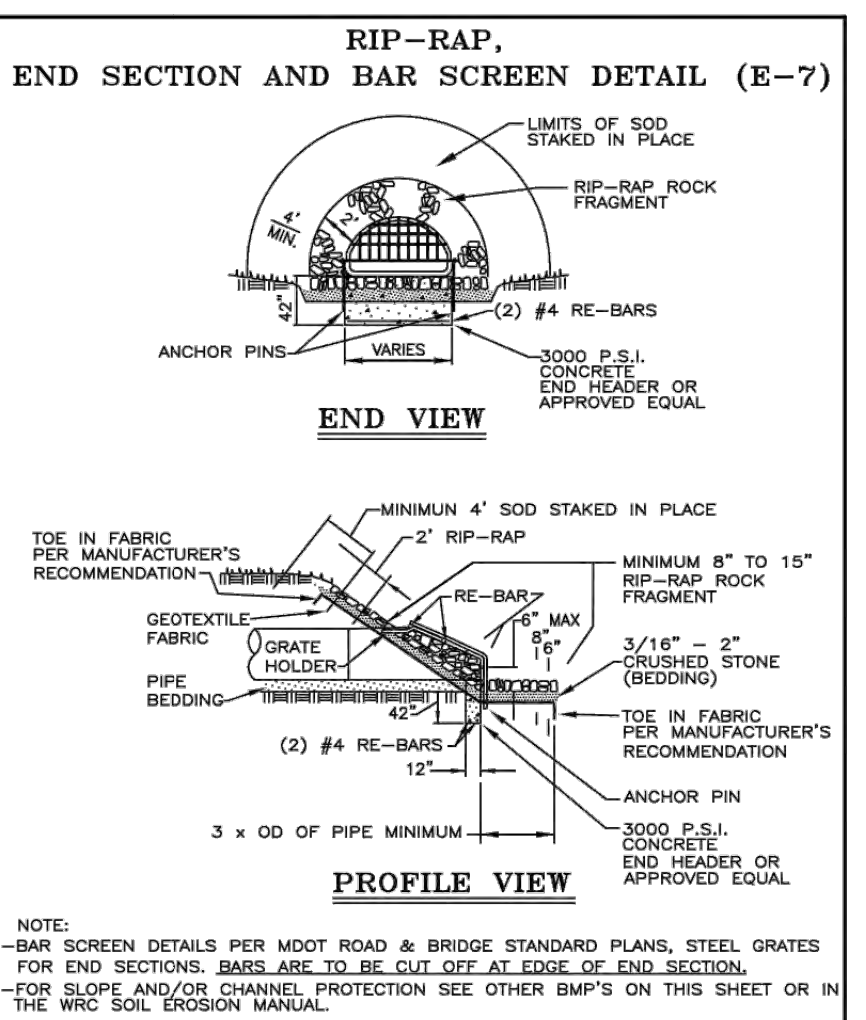 RIP-RAP,
END SECTION AND BAR SCREEN DETAIL (E-7)
LIMITS OF SOD
STAKED IN PLACE
RIP-RAP ROCK
FRAGMENT
4'
MIN.
2'
42"
(2) #4 RE-BARS
ANCHOR PINS
VARIES
3000 P.S.I.
CONCRETE
END HEADER OR
APPROVED EQUAL
END VIEW
MINIMUN 4' SOD STAKED IN PLACE
TOE IN FABRIC
PER MANUFACTURER'S
RECOMMENDATION
2' RIP-RAP
MINIMUM 8" TO 15"
RIP-RAP ROCK
FRAGMENT
RE-BAR
6" MAX
8"
6"
GEOTEXTILE
FABRIC
GRATE
HOLDER
3/16" - 2"
CRUSHED STONE
(BEDDING)
PIPE
BEDDING
42"
TOE IN FABRIC
PER MANUFACTURER'S
RECOMMENDATION
(2) #4 RE-BARS
12"
ANCHOR PIN
3 x OD OF PIPE MINIMUM
3000 P.S.I.
CONCRETE
END HEADER OR
APPROVED EQUAL
PROFILE VIEW
NOTE:
-BAR SCREEN DETAILS PER MDOT ROAD & BRIDGE STANDARD PLANS, STEEL GRATES
FOR END SECTIONS. BARS ARE TO BE CUT OFF AT EDGE OF END SECTION.
-FOR SLOPE AND/OR CHANNEL PROTECTION SEE OTHER BMP'S ON THIS SHEET OR IN
THE WRC SOIL EROSION MANUAL.